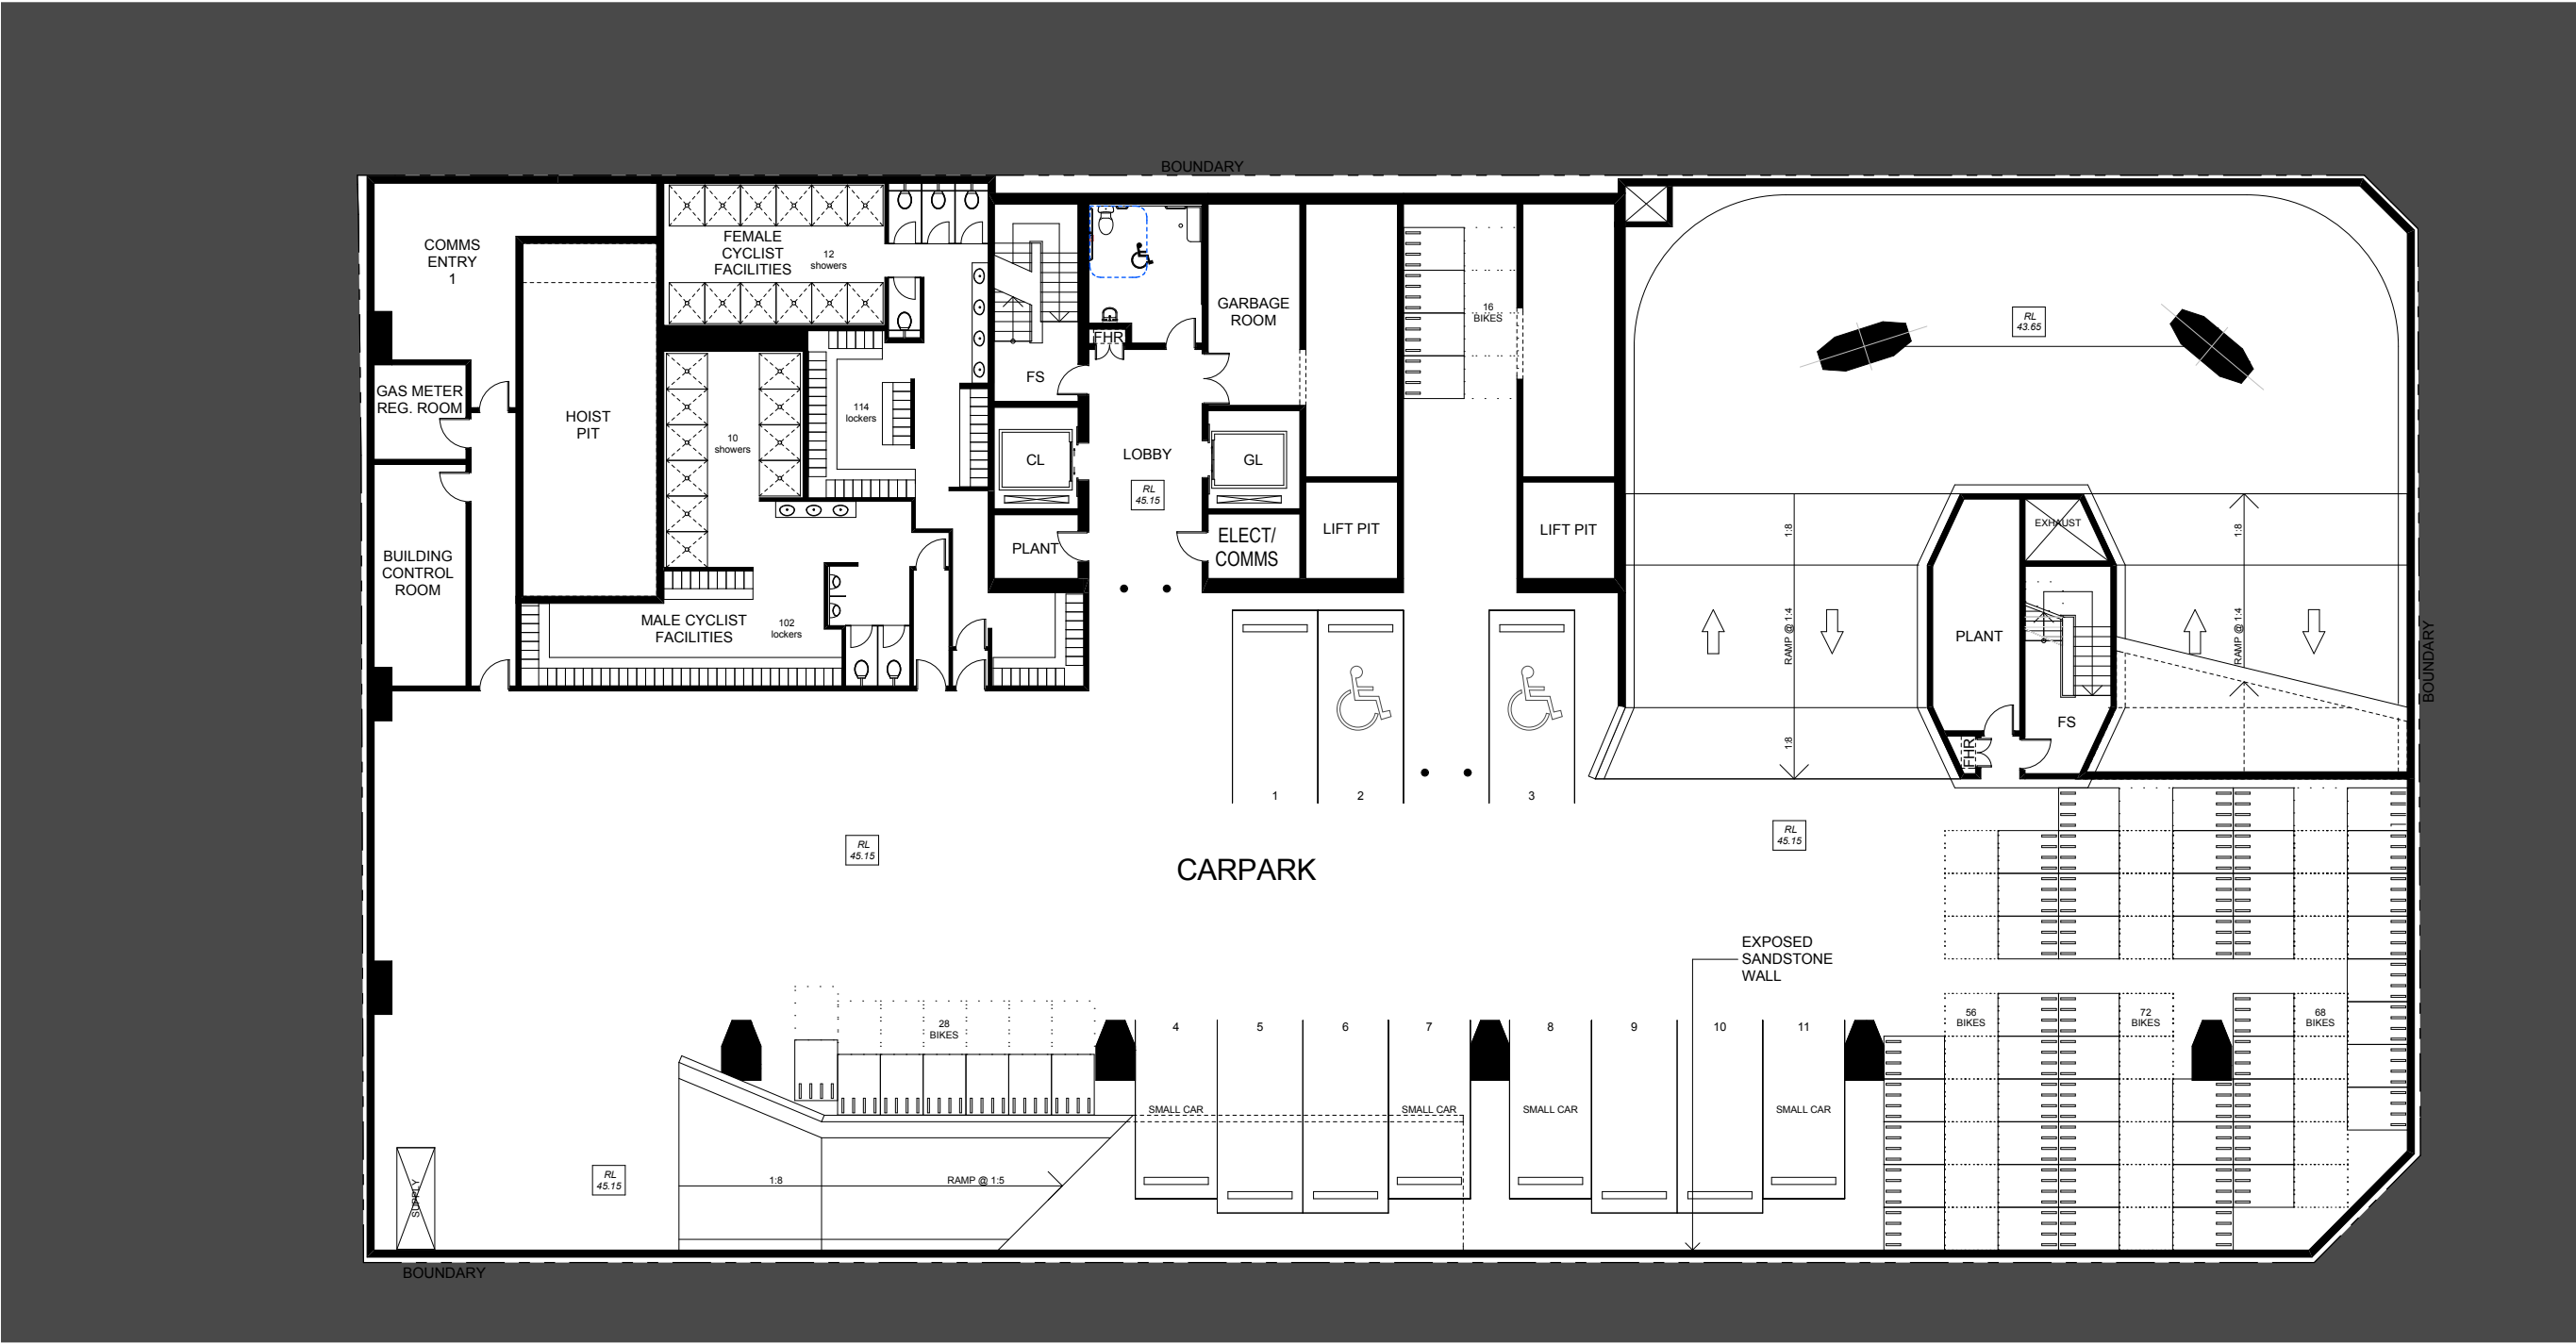 BOUNDARY
COMMS
ENTRY
1
FEMALE
CYCLIST
FACILITIES
12
showers
GARBAGE
ROOM
16
BIKES
RL
43.65
FHR
FS
GAS METER
REG. ROOM
HOIST
PIT
114
lockers
10
showers
CL
LOBBY
GL
RL
45.15
LIFT PIT
LIFT PIT
PLANT
ELECT/
COMMS
1:8
EXHAUST
1:8
BUILDING
CONTROL
ROOM
MALE CYCLIST
FACILITIES
102
lockers
RAMP @ 1:4
PLANT
RAMP @ 1:4
BOUNDARY
FS
1:8
FHR
1
2
3
RL
45.15
RL
45.15
CARPARK
EXPOSED
SANDSTONE
WALL
28
BIKES
4
5
6
7
8
9
10
11
56
BIKES
72
BIKES
68
BIKES
SMALL CAR
SMALL CAR
SMALL CAR
SMALL CAR
SUPPLY
RL
45.15
1:8
RAMP @ 1:5
BOUNDARY